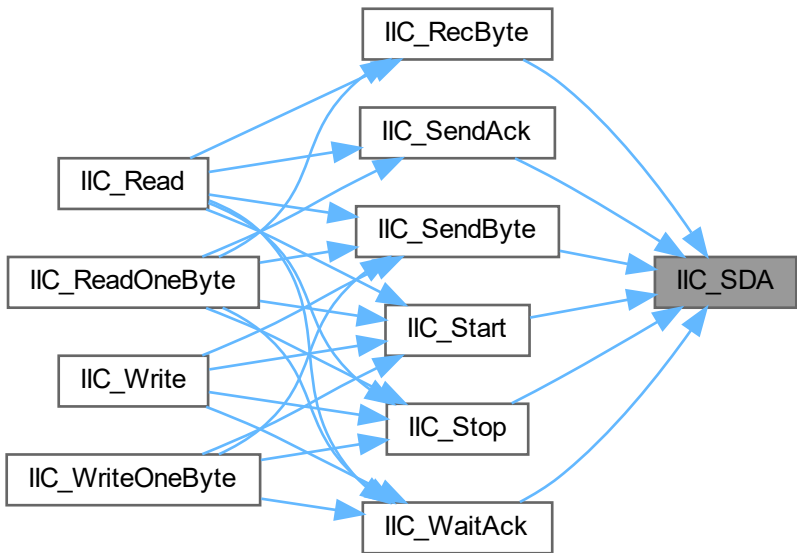 IIC_RecByte
IIC_SendAck
IIC_Read
IIC_SendByte
IIC_ReadOneByte
IIC_SDA
IIC_Start
IIC_Write
IIC_Stop
IIC_WriteOneByte
IIC_WaitAck